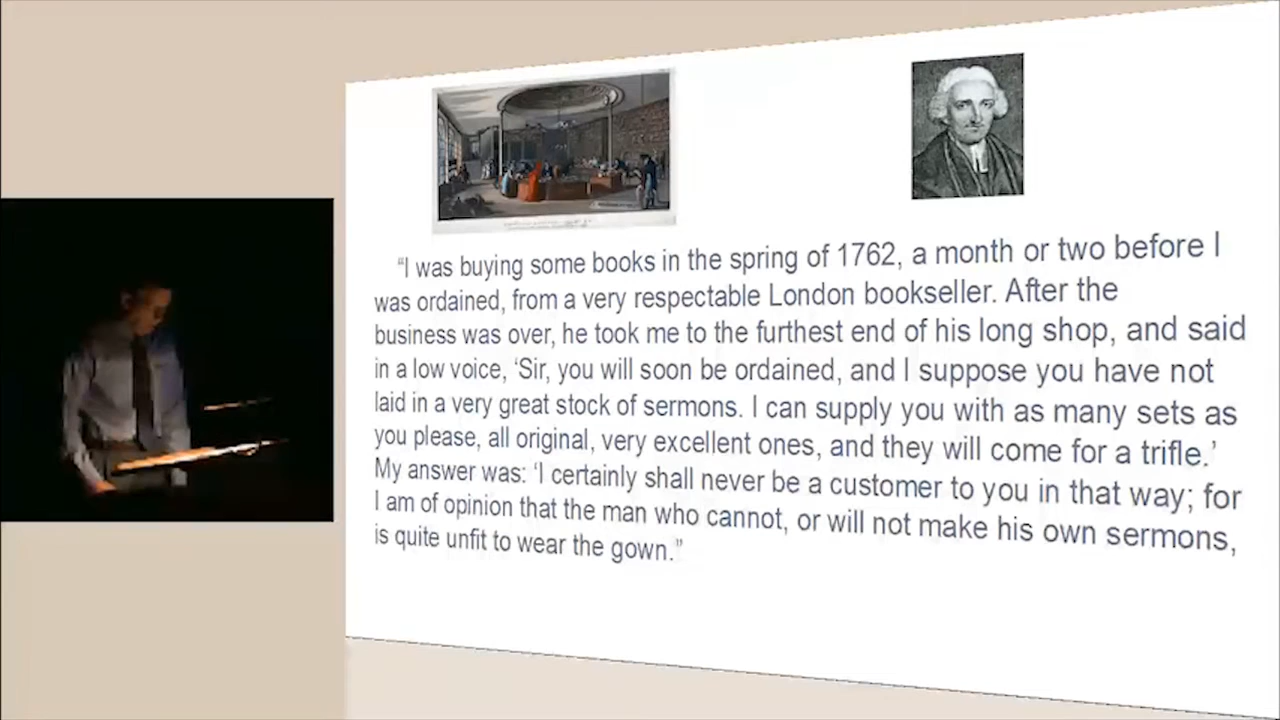 “I was buying some books in the spring of 1762, a month or two before I
was ordained, from a very respectable London bookseller. After the
business was over, he took me to the furthest end of his long shop, and said
in a low voice, ‘Sir, you will soon be ordained, and I suppose you have not
laid in a very great stock of sermons. I can supply you with as many sets as
you please, all original, very excellent ones, and they will come for a trifle.’
My answer was: ‘I certainly shall never be a customer to you in that way; for
I am of opinion that the man who cannot, or will not make his own sermons,
is quite unfit to wear the gown.”